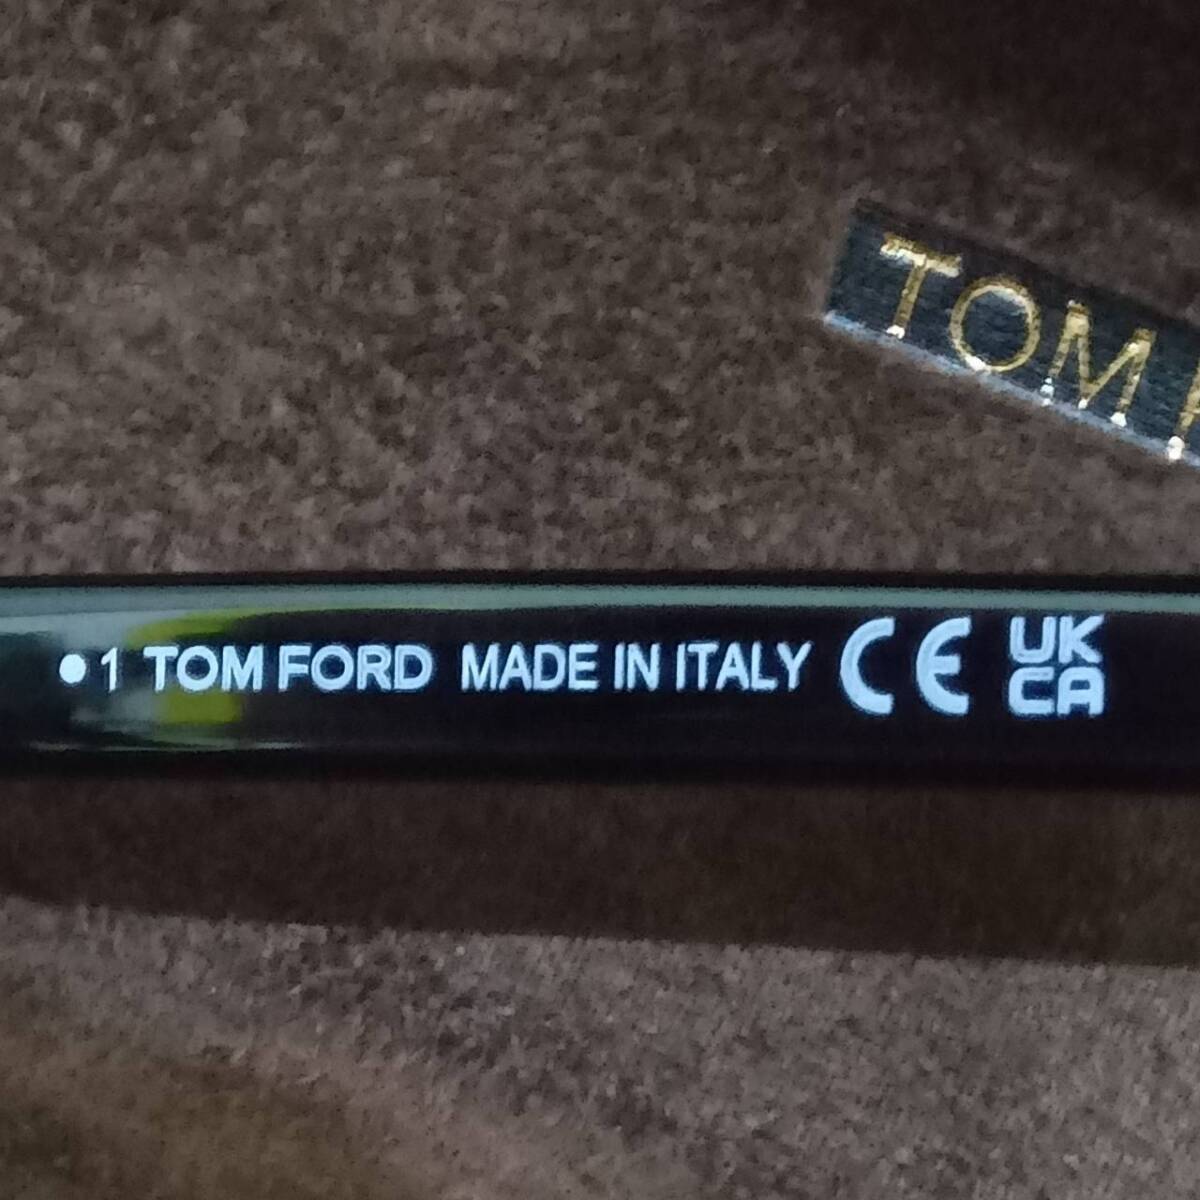 TOM
•1 TOM FORD MADE IN ITALY CE UK CA